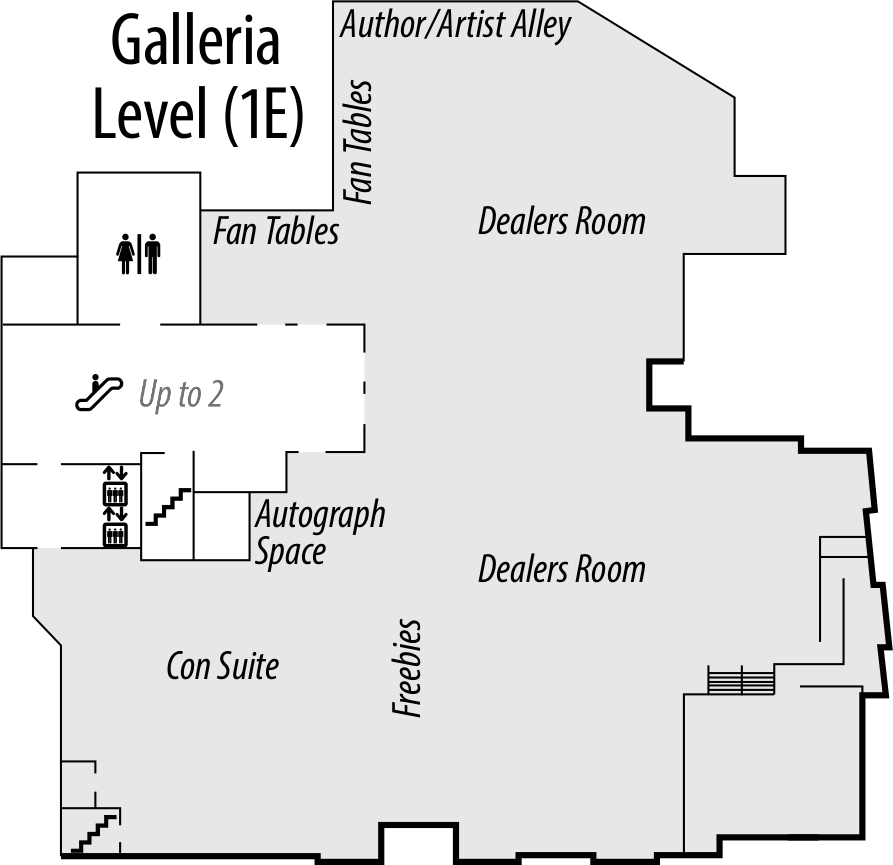 Galleria
Level (1E)
Author/Artist Alley
Fan Tables
Fan Tables
Dealers Room
Up to 2
Autograph
Space
Dealers Room
Freebies
Con Suite